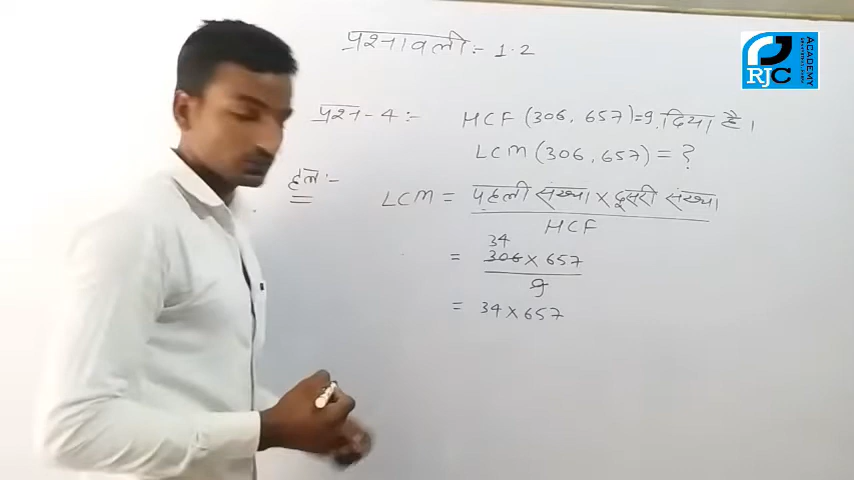 प्रश्नावली :- 1.2
RJC
ACADEMY
प्रश्न - 4 :- HCF (306, 657) = 9 दिया है।
LCM (306, 657) = ?
हल :-
LCM = पहली संख्या × दूसरी संख्या
HCF
34
= 306 × 657
9
= 34 × 657